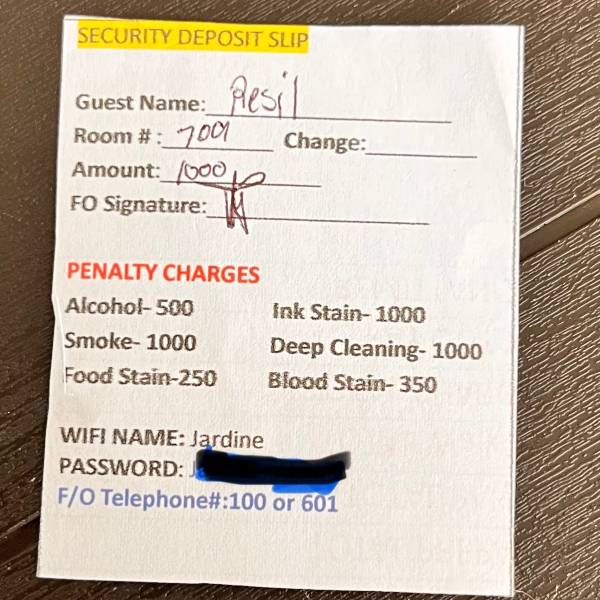 SECURITY DEPOSIT SLIP
Guest Name: Resil
Room #: 7001 Change:
Amount: 1000
FO Signature:
PENALTY CHARGES
Alcohol- 500 Ink Stain- 1000
Smoke- 1000 Deep Cleaning- 1000
Food Stain-250 Blood Stain- 350
WIFI NAME: Jardine
PASSWORD: J
F/O Telephone#:100 or 601